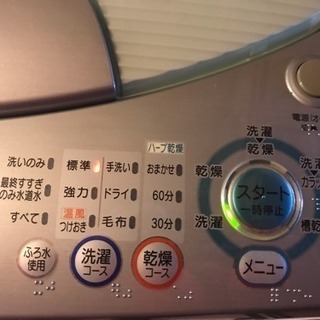 ハーブ乾燥
洗いのみ
標準
手洗い
おまかせ
最終すすぎ
のみ水道水
強力
ドライ
60分
すべて
温風
つけおき
毛布
30分
ふろ水
使用
洗濯
コース
乾燥
コース
洗濯
乾燥
乾燥
洗濯
スタート
一時停止
メニュー